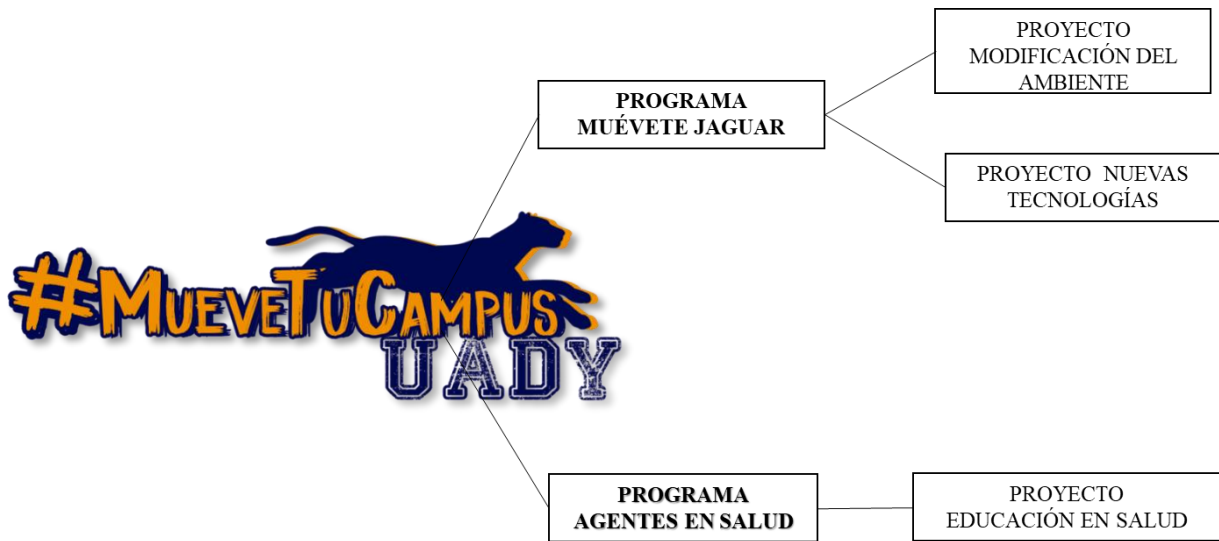 PROYECTO
MODIFICACIÓN DEL
AMBIENTE
PROGRAMA
MUÉVETE JAGUAR
PROYECTO NUEVAS
TECNOLOGÍAS
#MUEVETUCAMPUS
UADY
PROGRAMA
AGENTES EN SALUD
PROYECTO
EDUCACIÓN EN SALUD